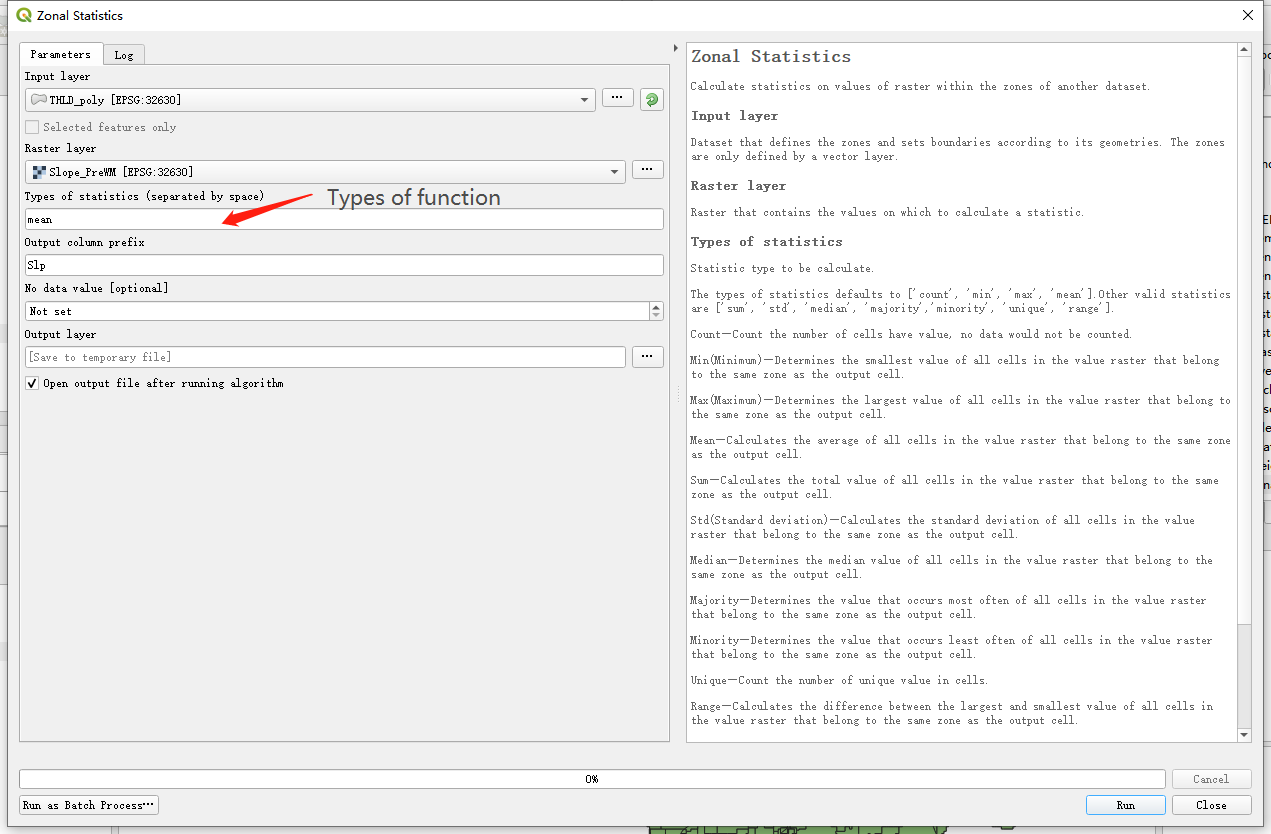 Zonal Statistics
Parameters
Log
Input layer
THLD_poly [EPSG:32630]
...
Selected features only
Raster layer
Slope_PreWM [EPSG:32630]
...
Types of statistics (separated by space)
Types of function
mean
Output column prefix
Slp
No data value [optional]
Not set
Output layer
[Save to temporary file]
...
Open output file after running algorithm
Zonal Statistics
Calculate statistics on values of raster within the zones of another dataset.
Input layer
Dataset that defines the zones and sets boundaries according to its geometries. The zones
are only defined by a vector layer.
Raster layer
Raster that contains the values on which to calculate a statistic.
Types of statistics
Statistic type to be calculate.
The types of statistics defaults to ['count', 'min', 'max', 'mean'].Other valid statistics
are ['sum', 'std', 'median', 'majority','minority', 'unique', 'range'].
Count—Count the number of cells have value, no data would not be counted.
Min(Minimum)—Determines the smallest value of all cells in the value raster that belong
to the same zone as the output cell.
Max(Maximum)—Determines the largest value of all cells in the value raster that belong to
the same zone as the output cell.
Mean—Calculates the average of all cells in the value raster that belong to the same zone
as the output cell.
Sum—Calculates the total value of all cells in the value raster that belong to the same
zone as the output cell.
Std(Standard deviation)—Calculates the standard deviation of all cells in the value
raster that belong to the same zone as the output cell.
Median—Determines the median value of all cells in the value raster that belong to the
same zone as the output cell.
Majority—Determines the value that occurs most often of all cells in the value raster
that belong to the same zone as the output cell.
Minority—Determines the value that occurs least often of all cells in the value raster
that belong to the same zone as the output cell.
Unique—Count the number of unique value in cells.
Range—Calculates the difference between the largest and smallest value of all cells in
the value raster that belong to the same zone as the output cell.
0%
Cancel
Run as Batch Process…
Run
Close